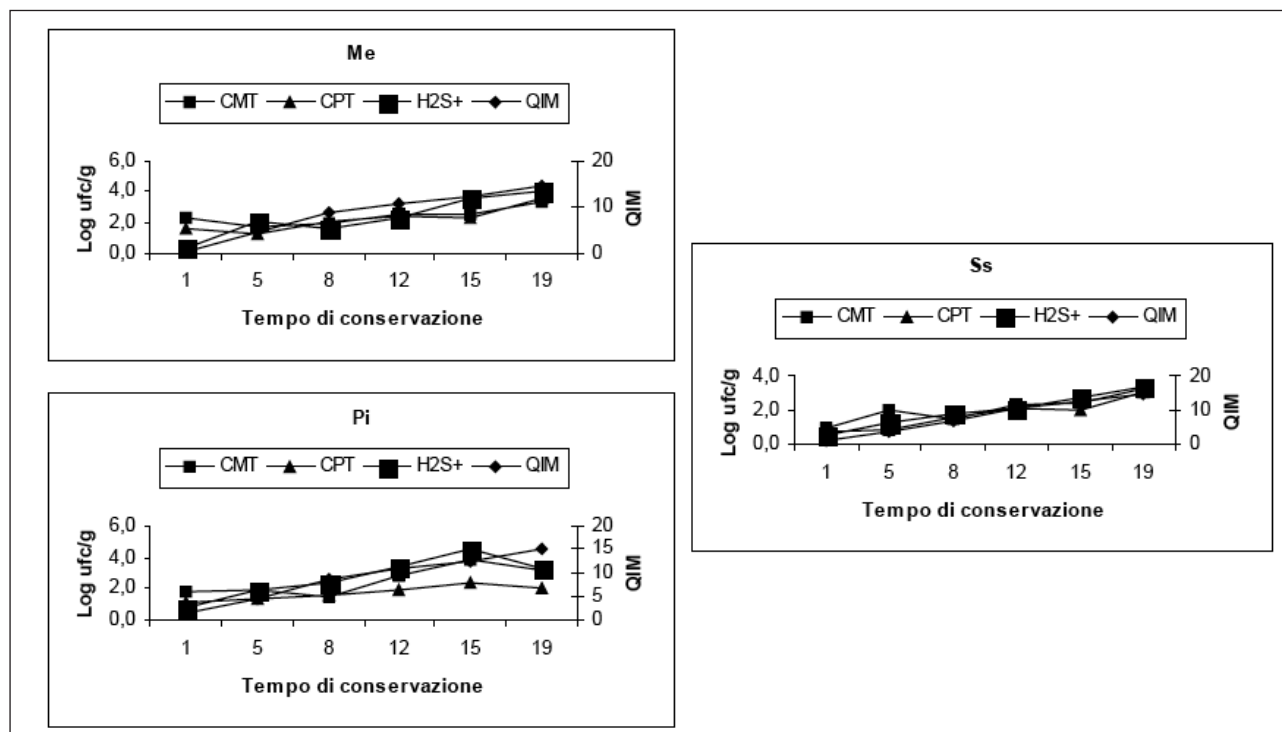 Me
CMT CPT H2S+ QIM
Log ufc/g
6,0
4,0
2,0
0,0
20
10
0
QIM
1 5 8 12 15 19
Tempo di conservazione
Pi
CMT CPT H2S+ QIM
Log ufc/g
6,0
4,0
2,0
0,0
20
15
10
5
0
QIM
1 5 8 12 15 19
Tempo di conservazione
Ss
CMT CPT H2S+ QIM
Log ufc/g
4,0
2,0
0,0
20
10
0
QIM
1 5 8 12 15 19
Tempo di conservazione